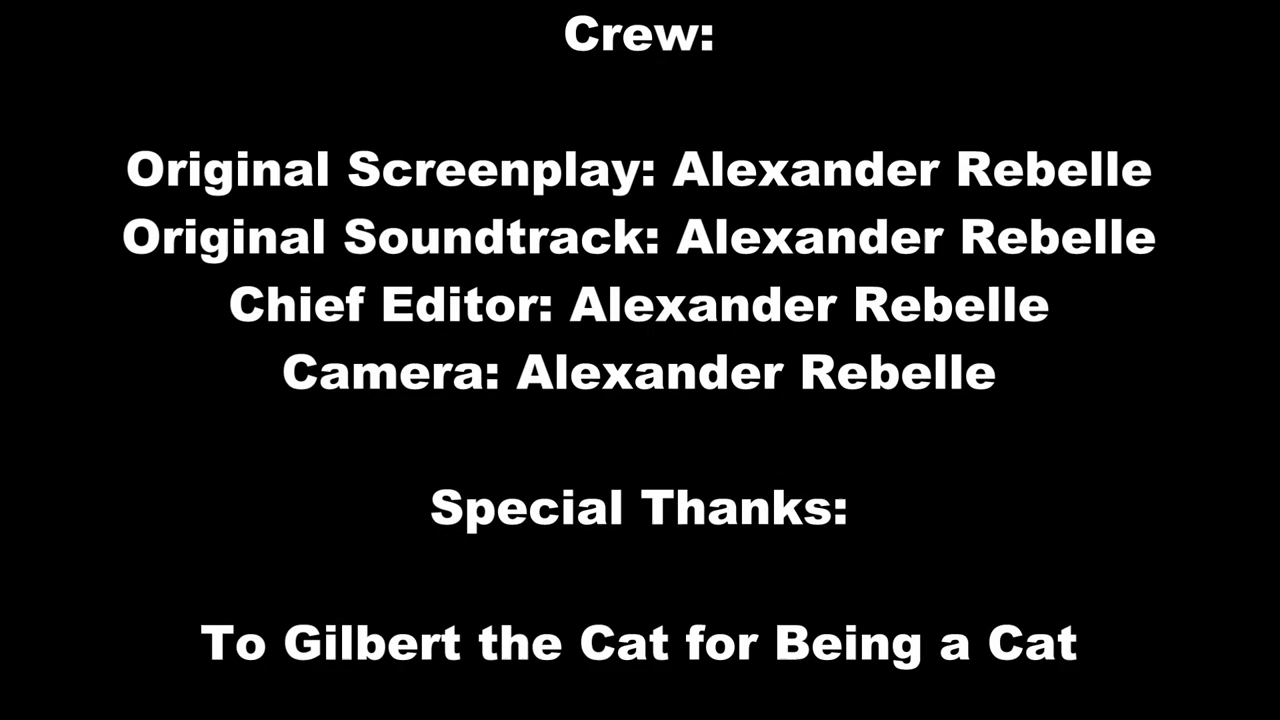 Crew:
Original Screenplay: Alexander Rebelle
Original Soundtrack: Alexander Rebelle
Chief Editor: Alexander Rebelle
Camera: Alexander Rebelle
Special Thanks:
To Gilbert the Cat for Being a Cat